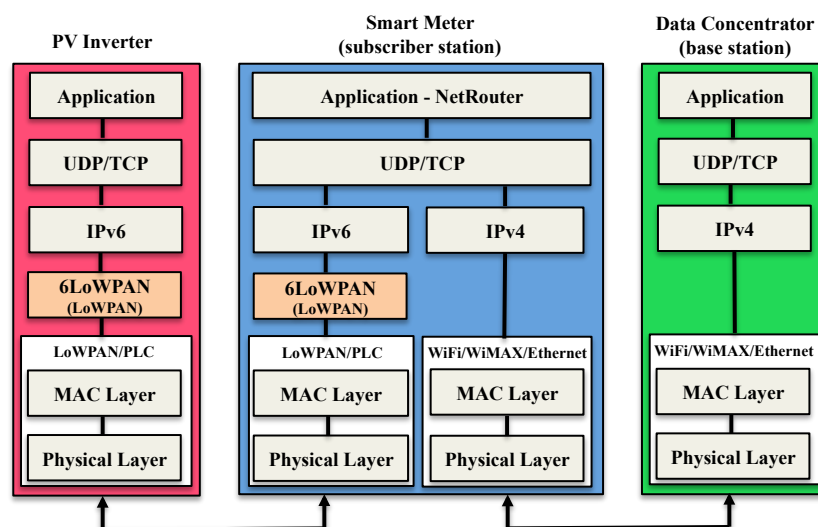 PV Inverter
Application
UDP/TCP
IPv6
6LoWPAN
(LoWPAN)
LoWPAN/PLC
MAC Layer
Physical Layer
Smart Meter
(subscriber station)
Application - NetRouter
UDP/TCP
IPv6
IPv4
6LoWPAN
(LoWPAN)
LoWPAN/PLC
WiFi/WiMAX/Ethernet
MAC Layer
MAC Layer
Physical Layer
Physical Layer
Data Concentrator
(base station)
Application
UDP/TCP
IPv4
WiFi/WiMAX/Ethernet
MAC Layer
Physical Layer